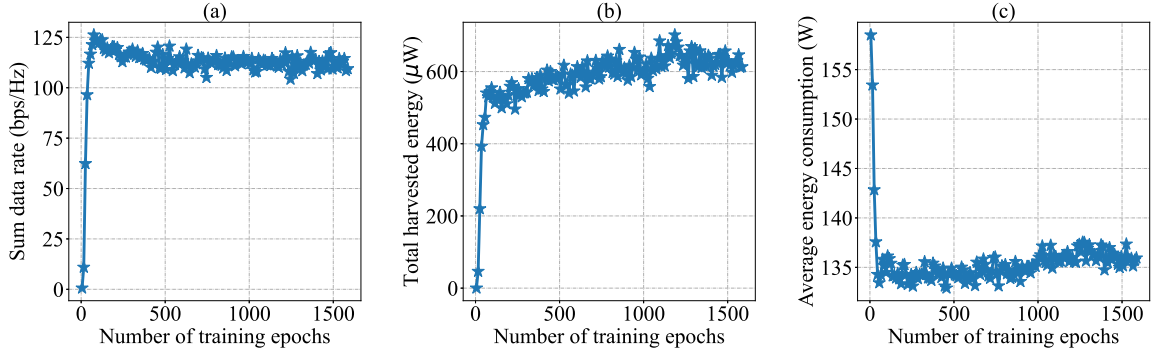 (a)
Sum data rate (bps/Hz)
125
100
75
50
25
0
0 500 1000 1500
Number of training epochs
(b)
Total harvested energy (μW)
600
400
200
0
0 500 1000 1500
Number of training epochs
(c)
Average energy consumption (W)
155
150
145
140
135
0 500 1000 1500
Number of training epochs